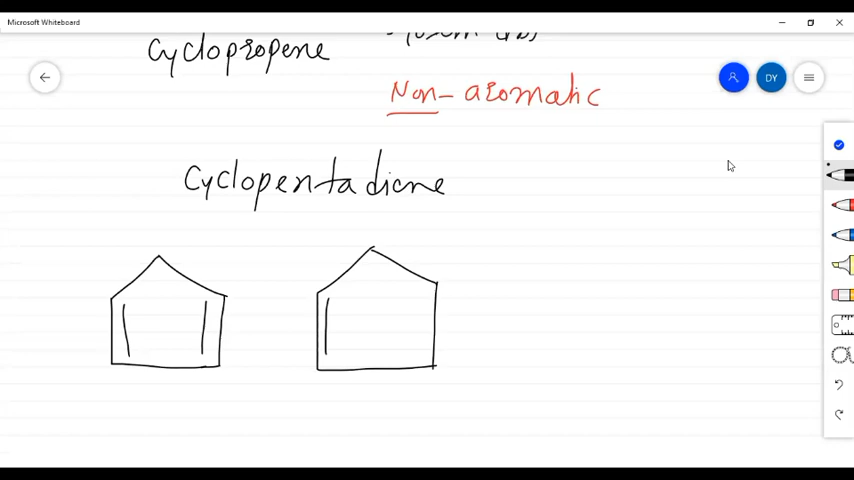 Microsoft Whiteboard
DY
Cyclopropene
Non-aromatic
Cyclopentadiene